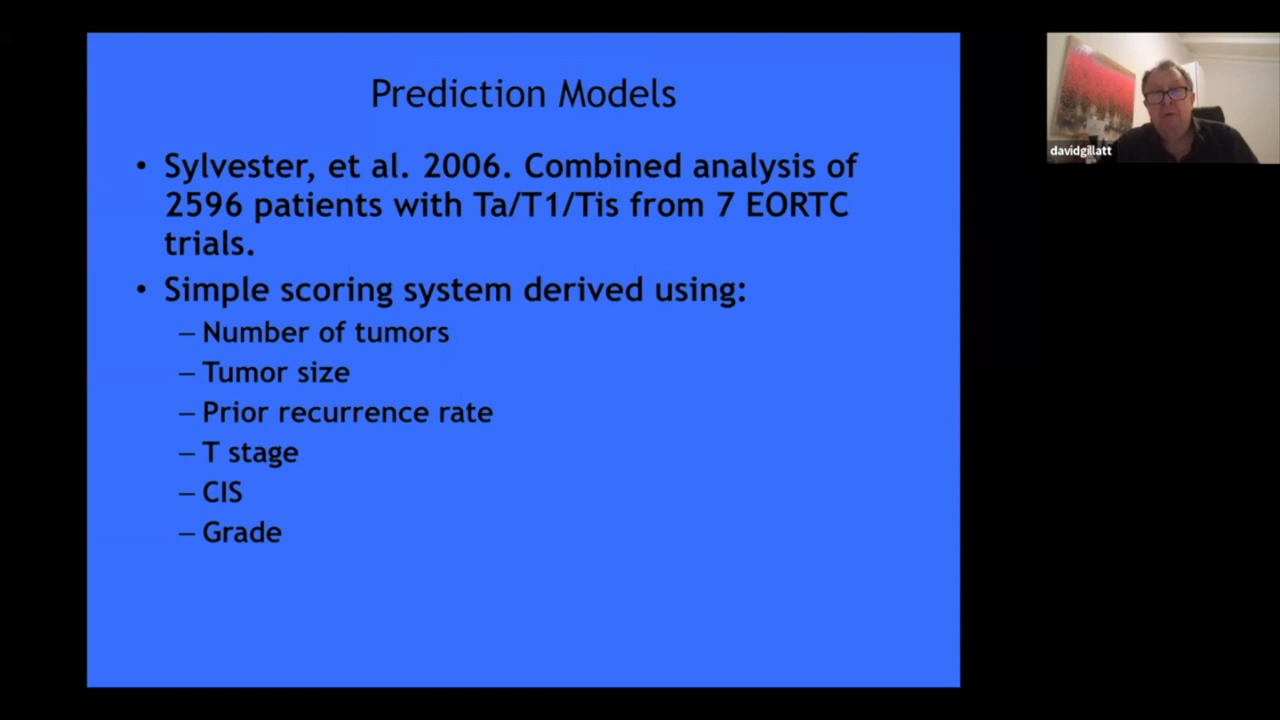 Prediction Models
• Sylvester, et al. 2006. Combined analysis of
2596 patients with Ta/T1/Tis from 7 EORTC
trials.
• Simple scoring system derived using:
– Number of tumors
– Tumor size
– Prior recurrence rate
– T stage
– CIS
– Grade
davidgillatt